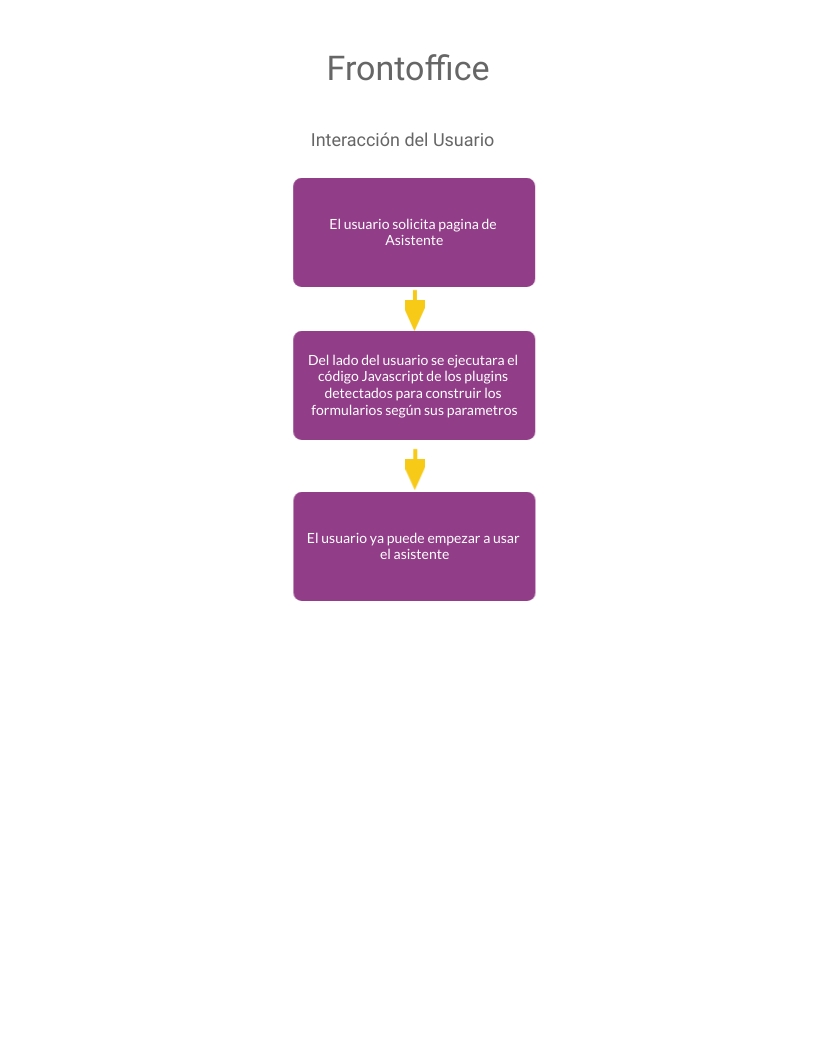 Frontoffice
Interacción del Usuario
El usuario solicita pagina de
Asistente
Del lado del usuario se ejecutara el
código Javascript de los plugins
detectados para construir los
formularios según sus parametros
El usuario ya puede empezar a usar
el asistente